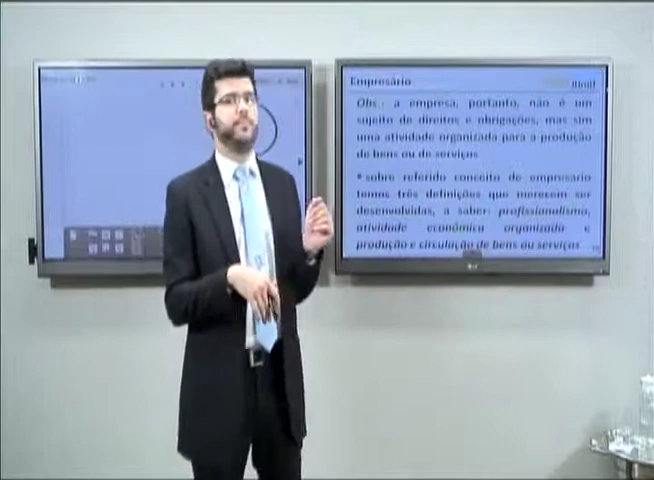 Empresário
Obs.: a empresa, portanto, não é um
sujeito de direitos e obrigações, mas sim
uma atividade organizada para a produção
de bens ou de serviços.
* sobre referido conceito de empresario
temos três definições que merecem ser
desenvolvidas, a saber: profissionalismo,
atividade econômica organizada e
produção e circulação de bens ou serviços